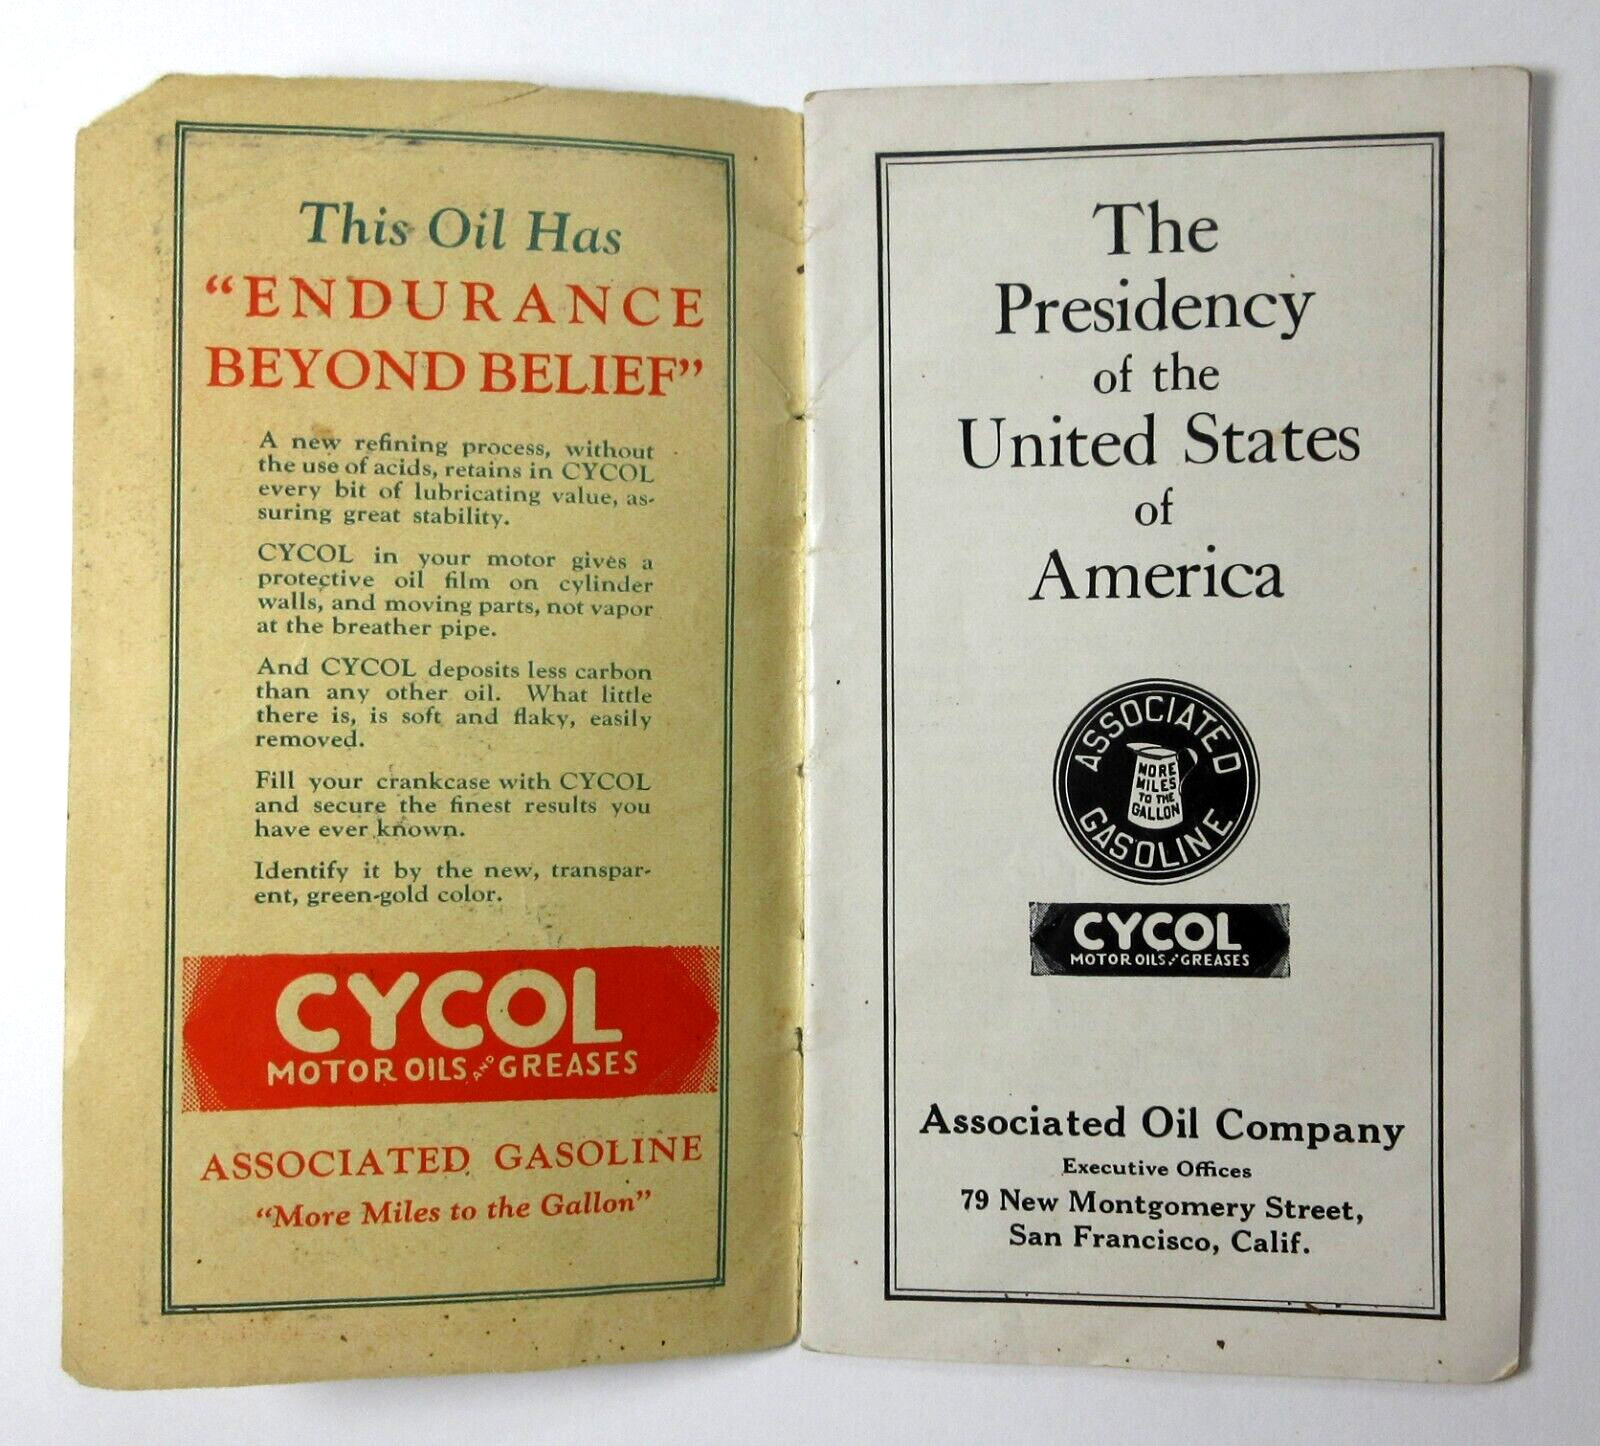 This Oil Has
“ENDURANCE
BEYOND BELIEF”
A new refining process, without
the use of acids, retains in CYCOL
every bit of lubricating value, as-
suring great stability.
CYCOL in your motor gives a
protective oil film on cylinder
walls, and moving parts, not vapor
at the breather pipe.
And CYCOL deposits less carbon
than any other oil. What little
there is, is soft and flaky, easily
removed.
Fill your crankcase with CYCOL
and secure the finest results you
have ever known.
Identify it by the new, transpar-
ent, green-gold color.
CYCOL
MOTOR OILS AND GREASES
ASSOCIATED GASOLINE
“More Miles to the Gallon”
The
Presidency
of the
United States
of
America
ASSOCIATED
MORE
MILES
TO THE
GALLON
GASOLINE
CYCOL
MOTOR OILS AND GREASES
Associated Oil Company
Executive Offices
79 New Montgomery Street,
San Francisco, Calif.